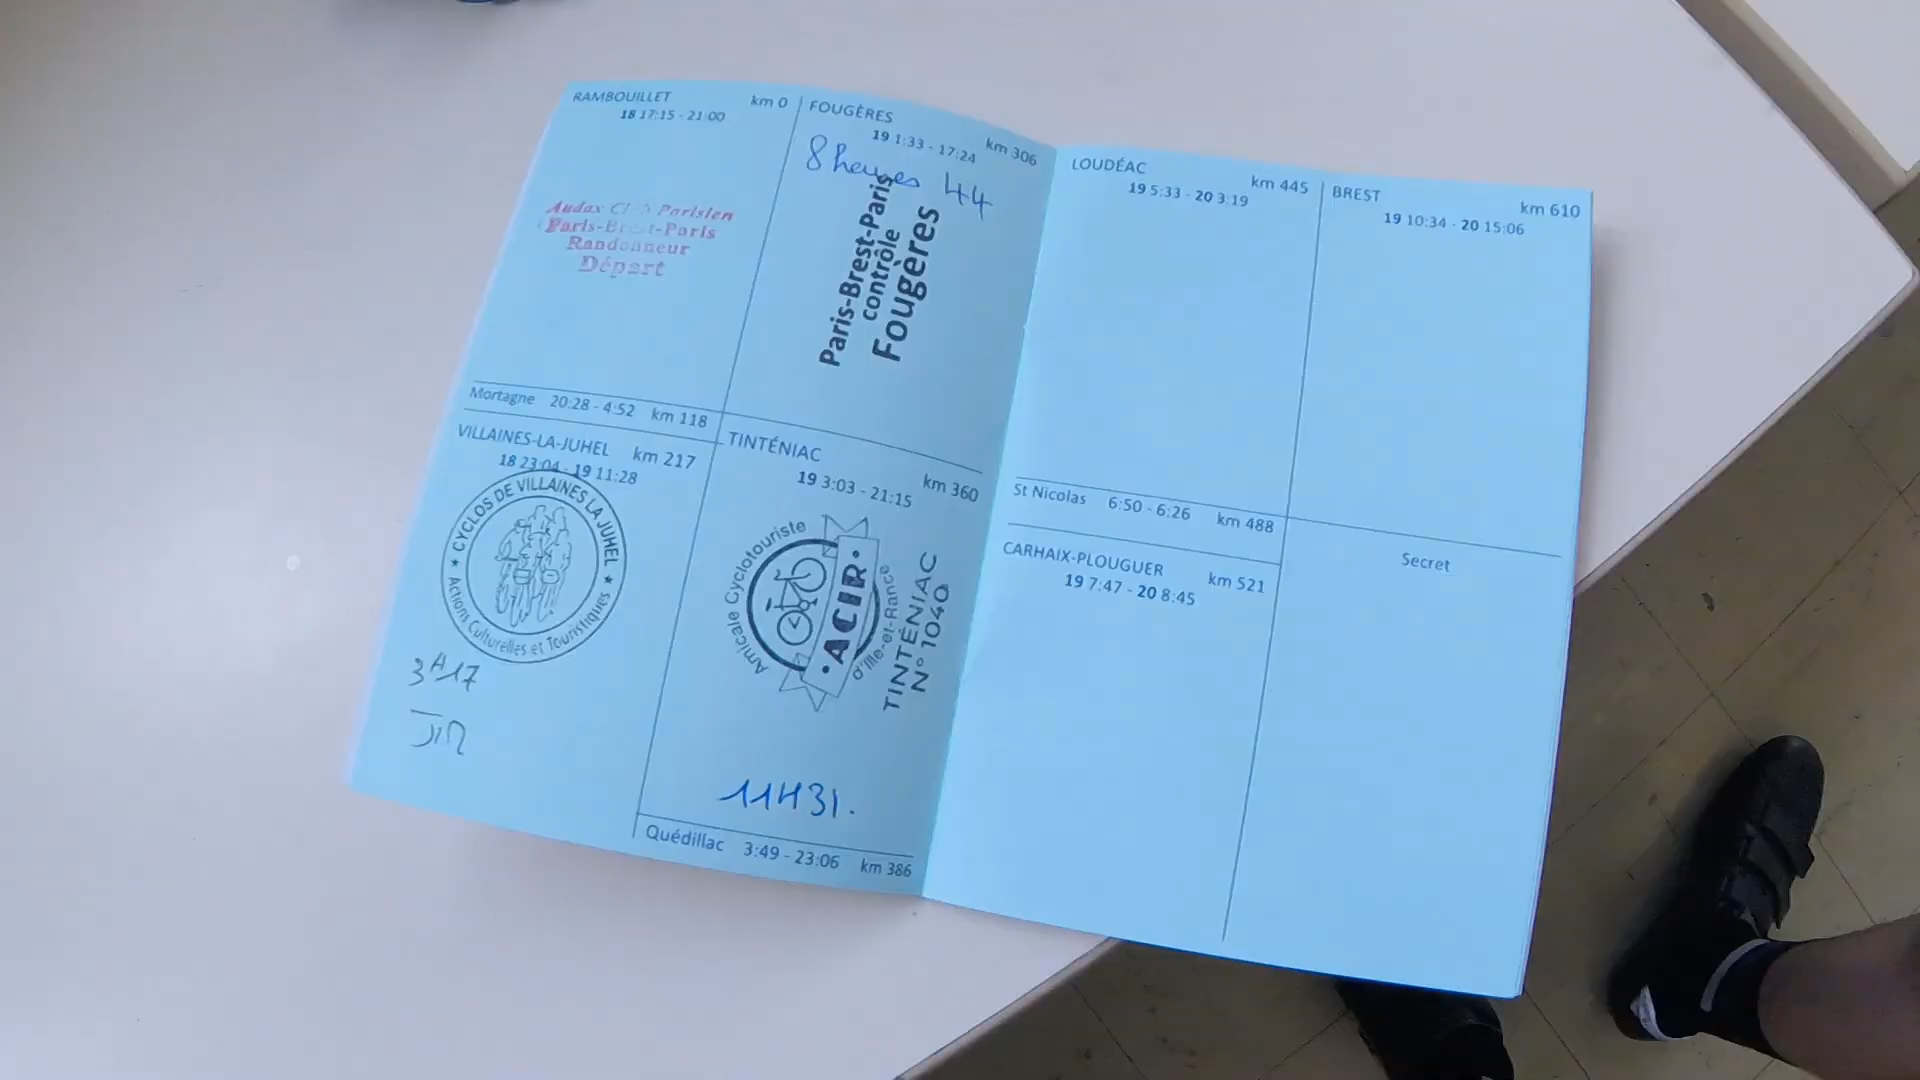 RAMBOUILLET km 0
18 17:15 - 21:00
Audax Club Parisien
Paris-Brest-Paris
Randonneur
Départ
Mortagne 20:28 - 4:52 km 118
FOUGÈRES
19 1:33 - 17:24 km 306
8 heures 44
Paris-Brest-Paris
contrôle
Fougères
VILLAINES-LA-JUHEL km 217
18 23:04 - 19 11:28
CYCLOS DE VILLAINES LA JUHEL
Actions Culturelles et Touristiques
3H17
TINTÉNIAC
19 3:03 - 21:15 km 360
Amicale Cyclotouriste
ACIR
d'Ille-et-Rance
TINTÉNIAC
N° 1040
11H31.
Quédillac 3:49 - 23:06 km 386
LOUDÉAC km 445
19 5:33 - 20 3:19
St Nicolas 6:50 - 6:26 km 488
BREST km 610
19 10:34 - 20 15:06
CARHAIX-PLOUGUER km 521
19 7:47 - 20 8:45
Secret